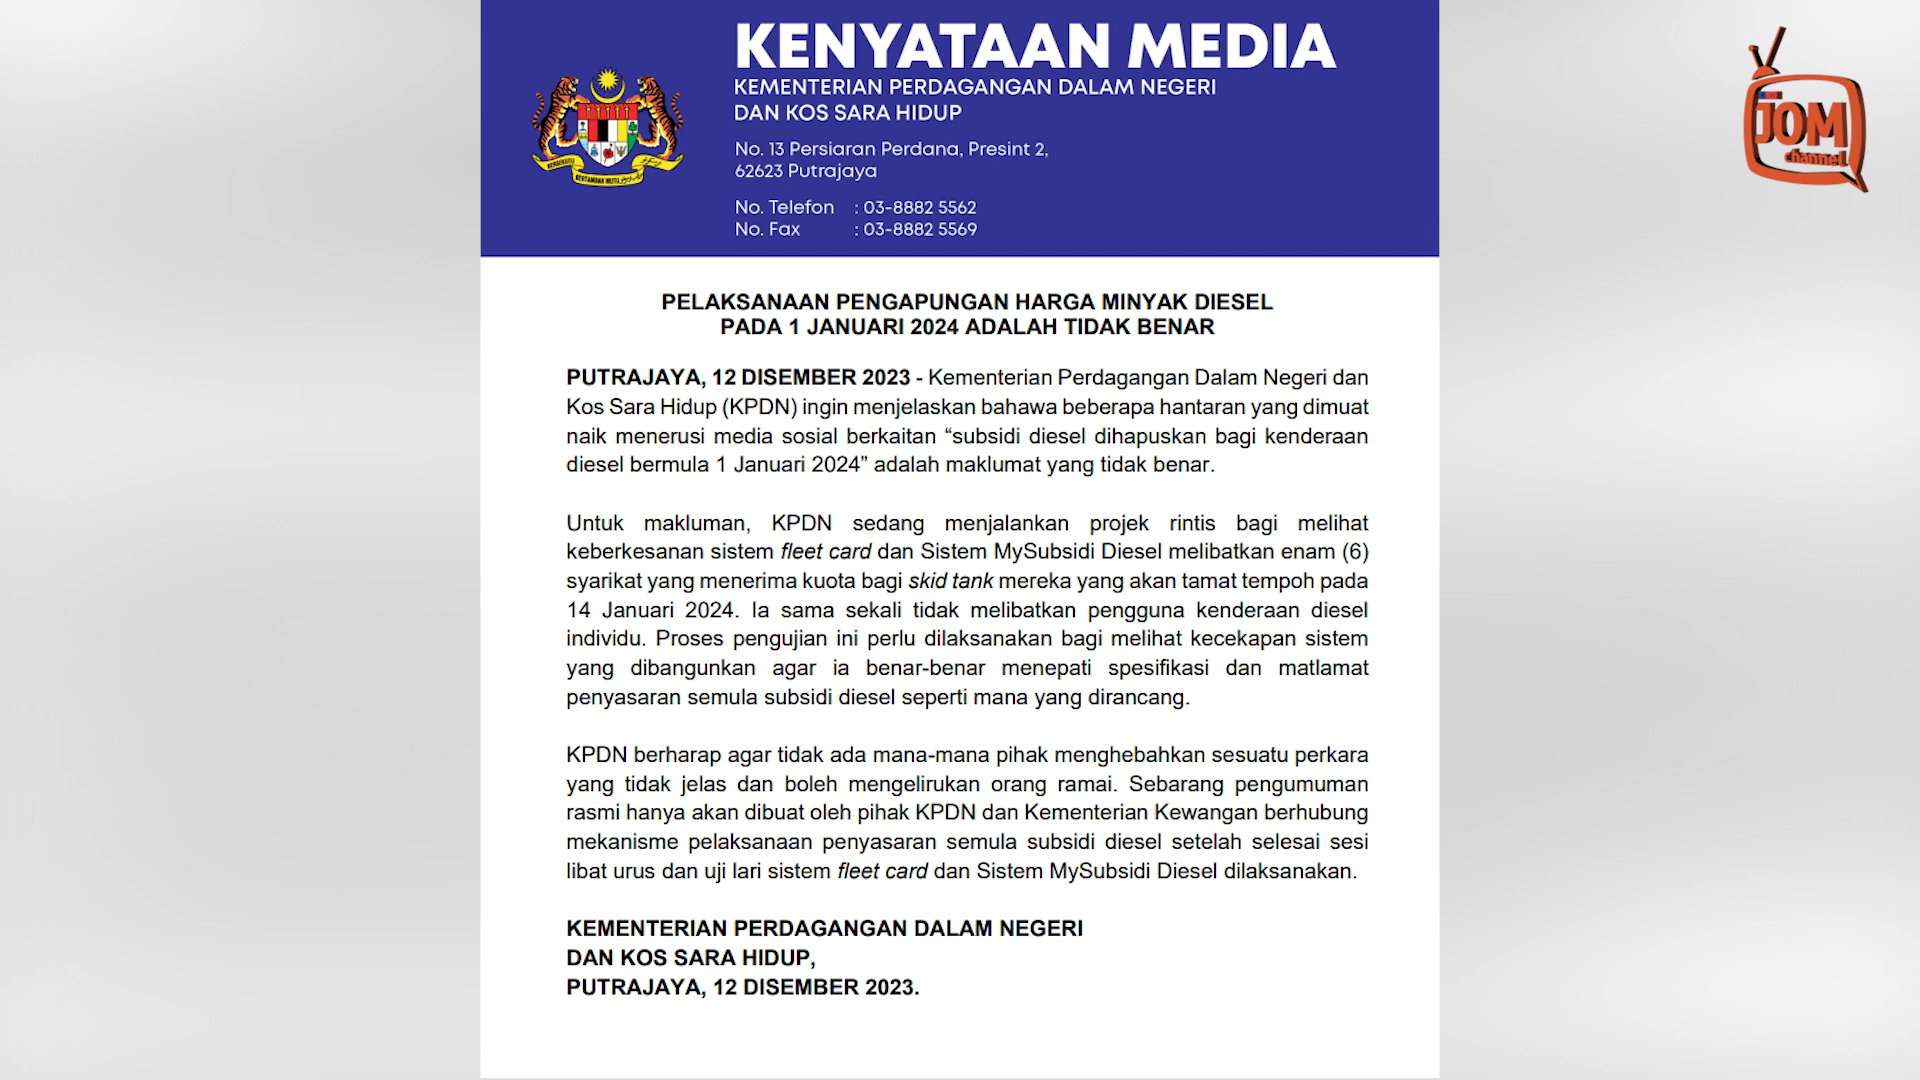 KENYATAAN MEDIA
KEMENTERIAN PERDAGANGAN DALAM NEGERI
DAN KOS SARA HIDUP
No. 13 Persiaran Perdana, Presint 2,
62623 Putrajaya
No. Telefon : 03-8882 5562
No. Fax : 03-8882 5569
BERSEKUTU
BERTAMBAH MUTU
JOM
channel
PELAKSANAAN PENGAPUNGAN HARGA MINYAK DIESEL
PADA 1 JANUARI 2024 ADALAH TIDAK BENAR
PUTRAJAYA, 12 DISEMBER 2023 - Kementerian Perdagangan Dalam Negeri dan
Kos Sara Hidup (KPDN) ingin menjelaskan bahawa beberapa hantaran yang dimuat
naik menerusi media sosial berkaitan “subsidi diesel dihapuskan bagi kenderaan
diesel bermula 1 Januari 2024” adalah maklumat yang tidak benar.
Untuk makluman, KPDN sedang menjalankan projek rintis bagi melihat
keberkesanan sistem fleet card dan Sistem MySubsidi Diesel melibatkan enam (6)
syarikat yang menerima kuota bagi skid tank mereka yang akan tamat tempoh pada
14 Januari 2024. Ia sama sekali tidak melibatkan pengguna kenderaan diesel
individu. Proses pengujian ini perlu dilaksanakan bagi melihat kecekapan sistem
yang dibangunkan agar ia benar-benar menepati spesifikasi dan matlamat
penyasaran semula subsidi diesel seperti mana yang dirancang.
KPDN berharap agar tidak ada mana-mana pihak menghebahkan sesuatu perkara
yang tidak jelas dan boleh mengelirukan orang ramai. Sebarang pengumuman
rasmi hanya akan dibuat oleh pihak KPDN dan Kementerian Kewangan berhubung
mekanisme pelaksanaan penyasaran semula subsidi diesel setelah selesai sesi
libat urus dan uji lari sistem fleet card dan Sistem MySubsidi Diesel dilaksanakan.
KEMENTERIAN PERDAGANGAN DALAM NEGERI
DAN KOS SARA HIDUP,
PUTRAJAYA, 12 DISEMBER 2023.